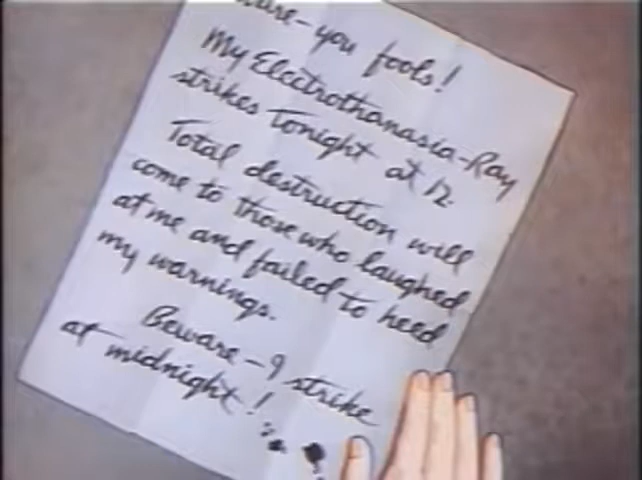 ware-you fools!
My Electrothanasia-Ray
strikes tonight at 12.
Total destruction will
come to those who laughed
at me and failed to heed
my warnings.
Beware-I strike
at midnight!